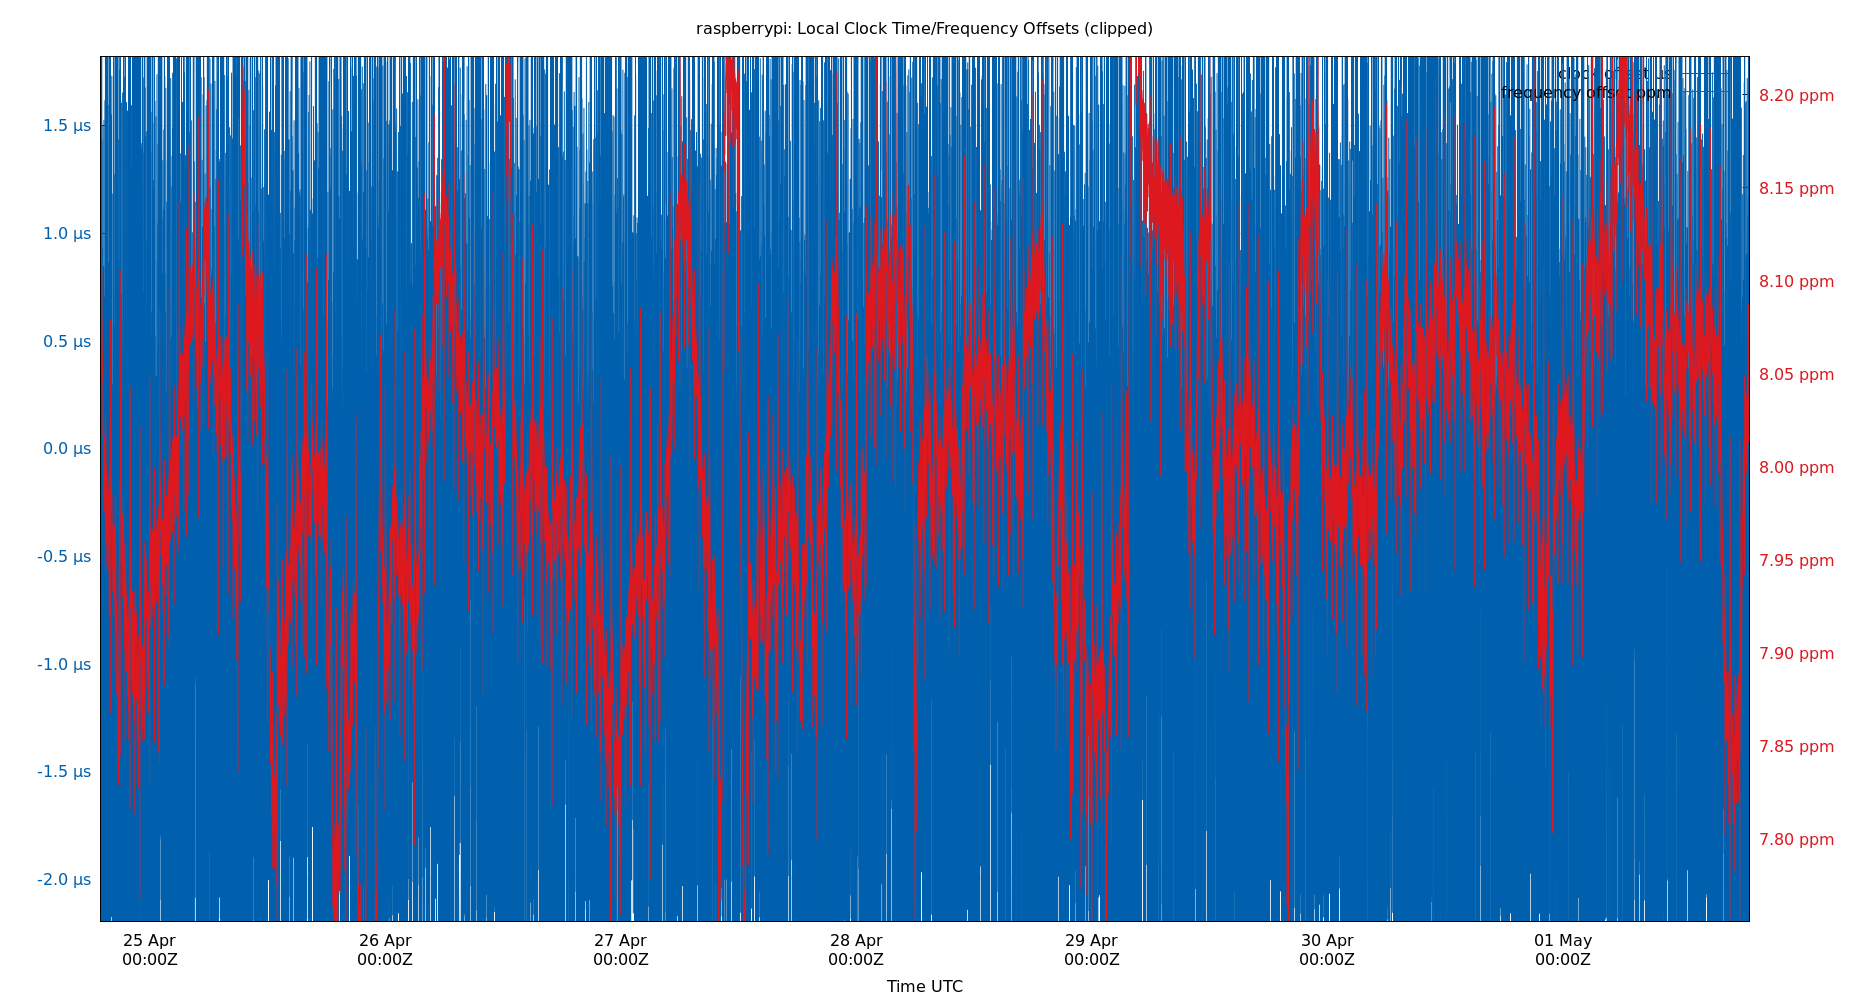 raspberrypi: Local Clock Time/Frequency Offsets (clipped)
clock offset μs
frequency offset ppm
1.5 μs
1.0 μs
0.5 μs
0.0 μs
-0.5 μs
-1.0 μs
-1.5 μs
-2.0 μs
8.20 ppm
8.15 ppm
8.10 ppm
8.05 ppm
8.00 ppm
7.95 ppm
7.90 ppm
7.85 ppm
7.80 ppm
25 Apr
00:00Z
26 Apr
00:00Z
27 Apr
00:00Z
28 Apr
00:00Z
29 Apr
00:00Z
30 Apr
00:00Z
01 May
00:00Z
Time UTC